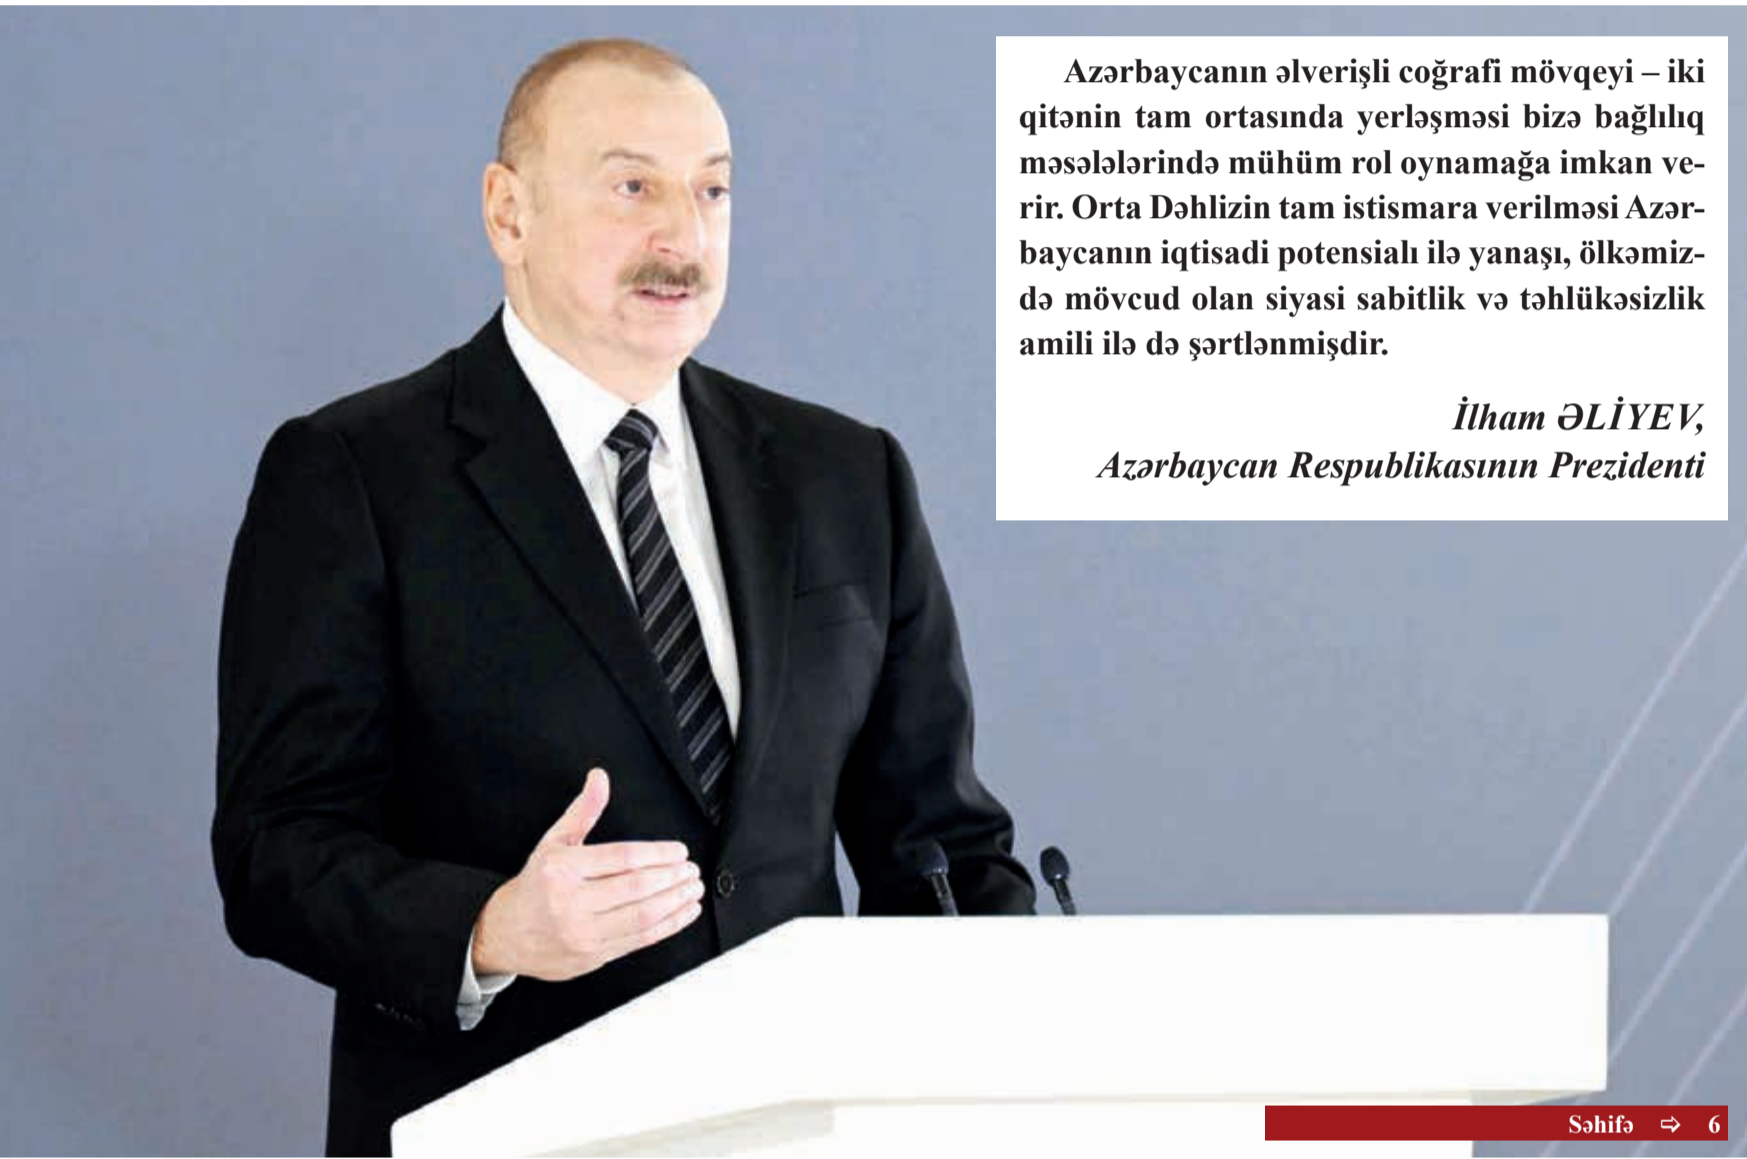 Azərbaycanın əlverişli coğrafi mövqeyi – iki
qitənin tam ortasında yerləşməsi bizə bağlılıq
məsələlərində mühüm rol oynamağa imkan ve-
rir. Orta Dəhlizin tam istismara verilməsi Azər-
baycanın iqtisadi potensialı ilə yanaşı, ölkəmiz-
də mövcud olan siyasi sabitlik və təhlükəsizlik
amili ilə də şərtlənmişdir.
İlham ƏLİYEV,
Azərbaycan Respublikasının Prezidenti
Səhifə ⇨ 6